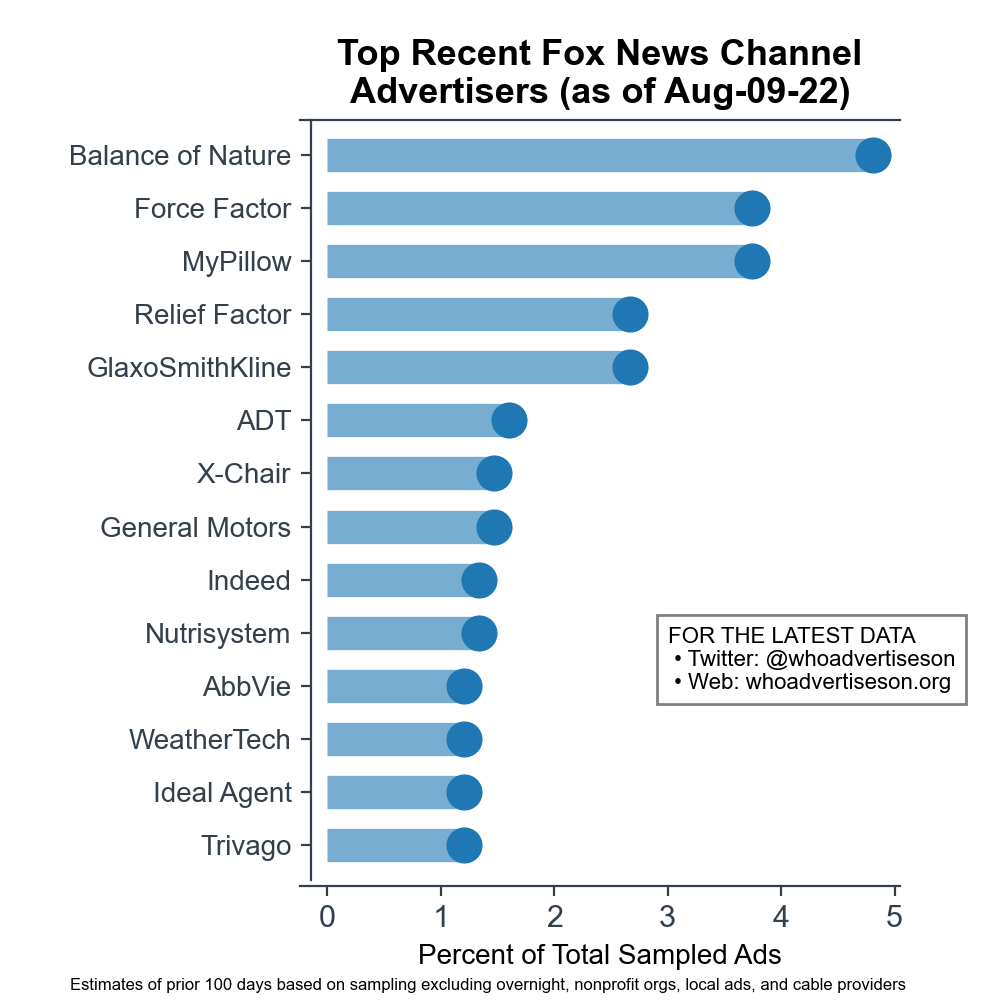 Top Recent Fox News Channel
Advertisers (as of Aug-09-22)
Balance of Nature
Force Factor
MyPillow
Relief Factor
GlaxoSmithKline
ADT
X-Chair
General Motors
Indeed
Nutrisystem
AbbVie
WeatherTech
Ideal Agent
Trivago
FOR THE LATEST DATA
• Twitter: @whoadvertiseson
• Web: whoadvertiseson.org
0 1 2 3 4 5
Percent of Total Sampled Ads
Estimates of prior 100 days based on sampling excluding overnight, nonprofit orgs, local ads, and cable providers